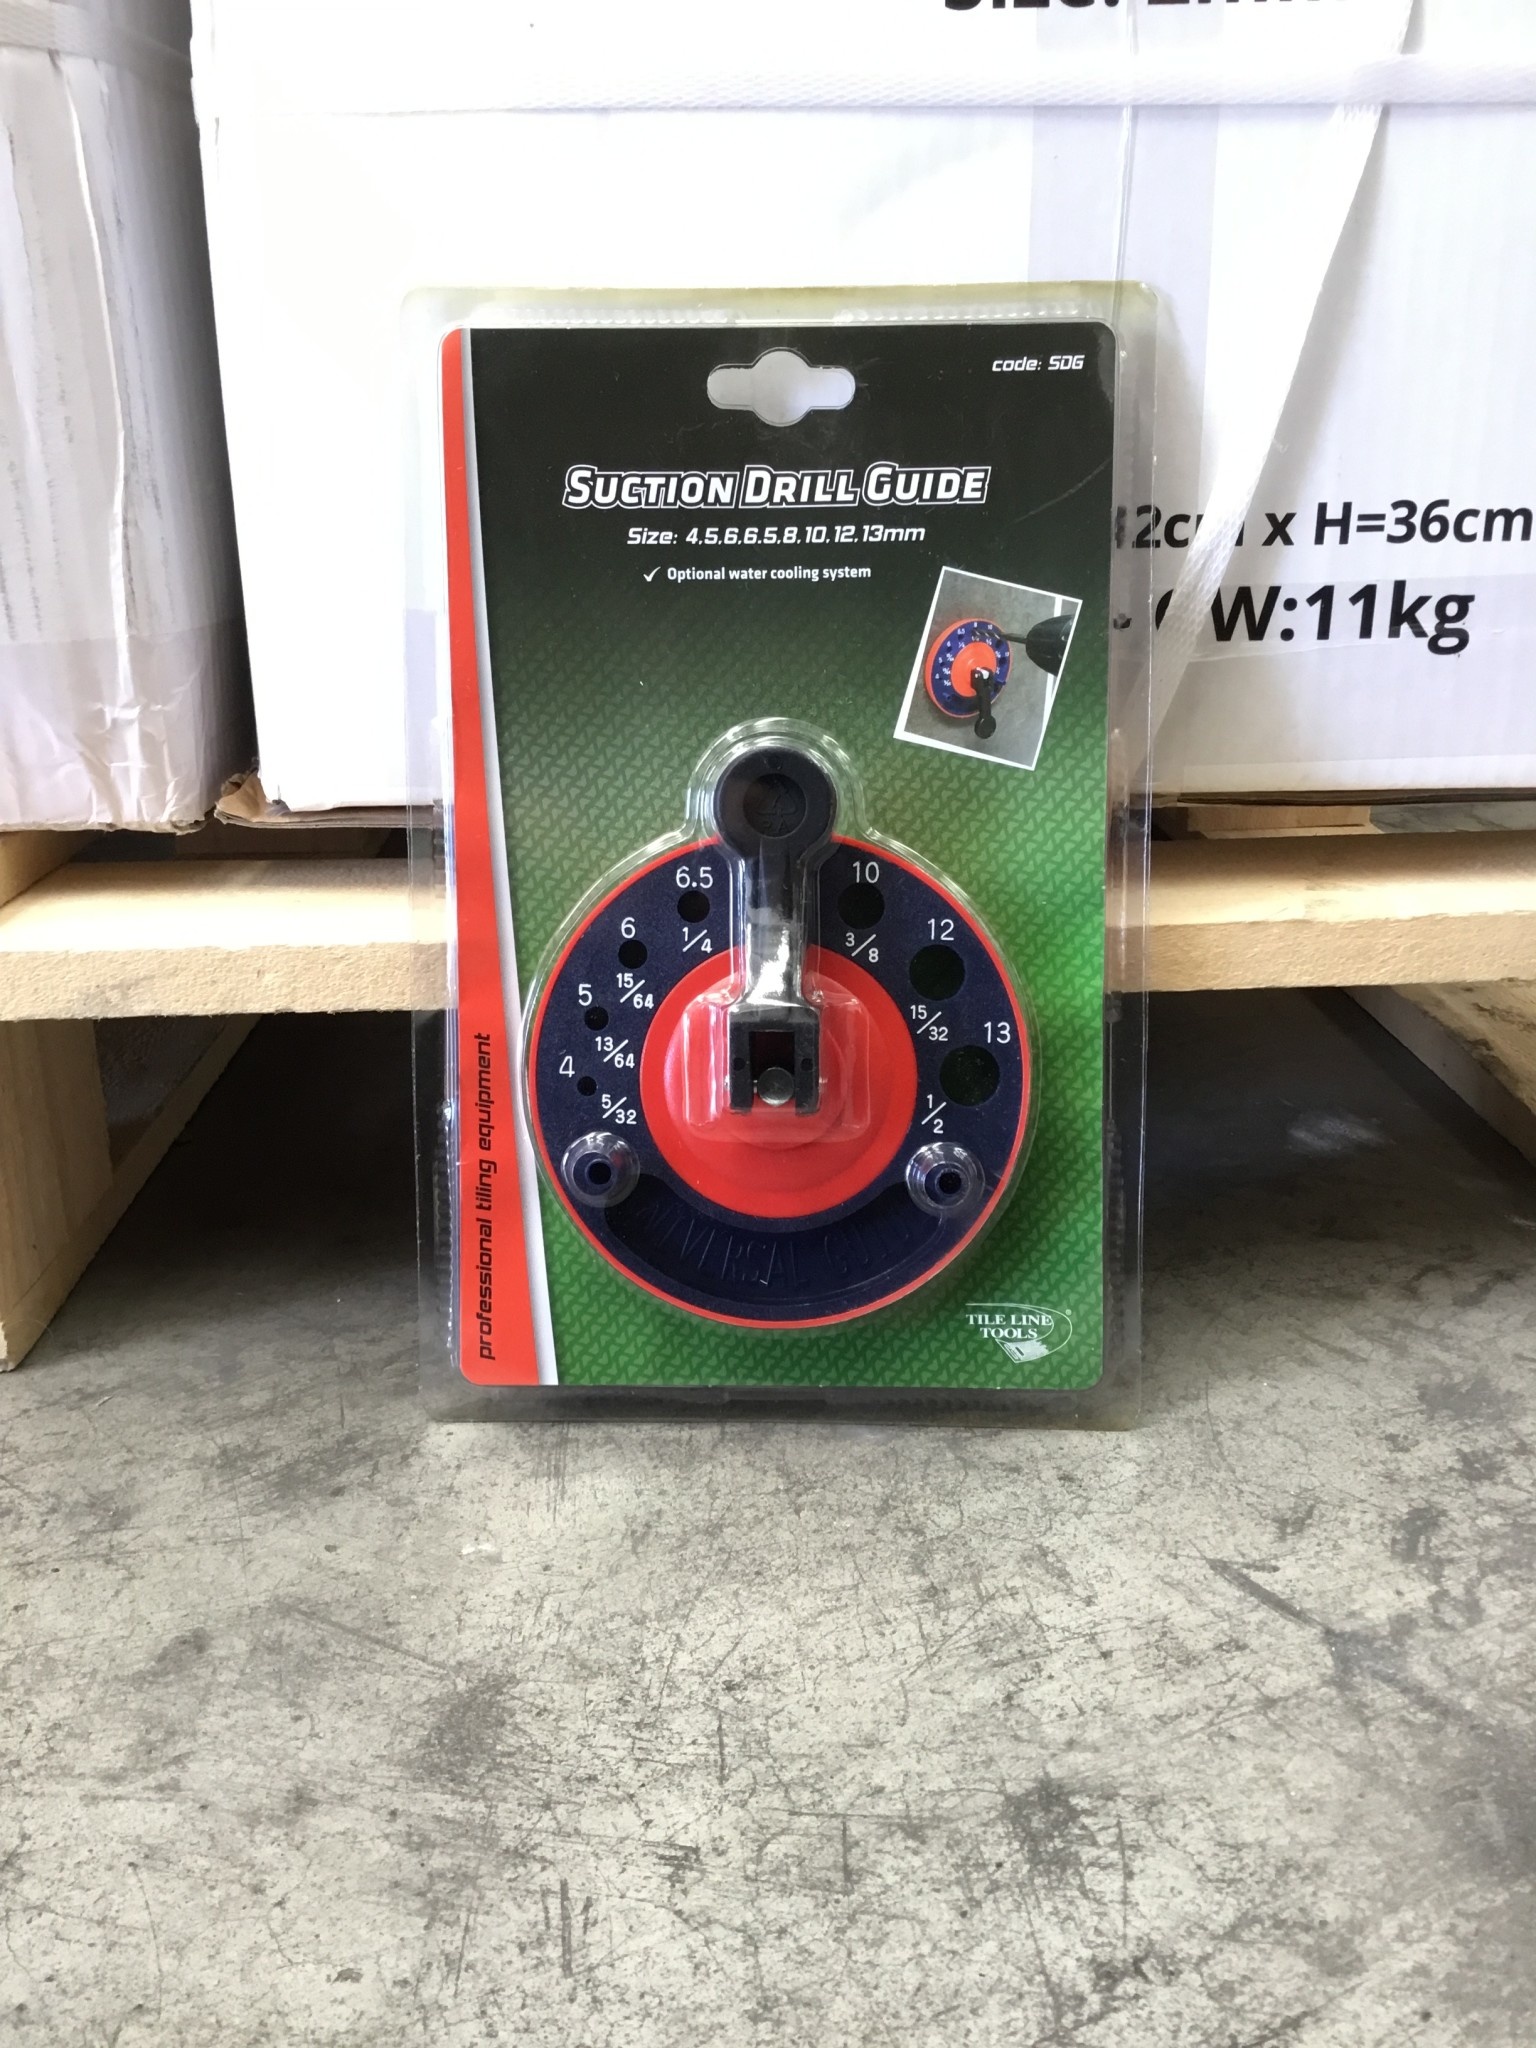 code: SDG
SUCTION DRILL GUIDE
Size: 4,5,6,6.5,8,10,12,13mm
✓ Optional water cooling system
12cm x H=36cm
W:11kg
6.5
1/4
10
3/8
6
15/64
12
15/32
5
13/64
13
1/2
4
5/32
UNIVERSAL
professional tiling equipment
TILE LINE
TOOLS
®